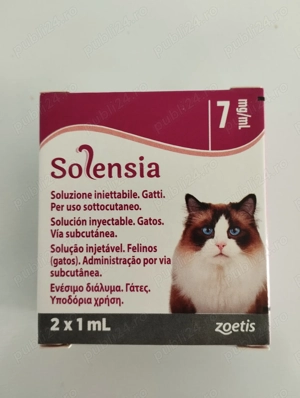 7
mg/mL
Solensia
Soluzione iniettabile. Gatti.
Per uso sottocutaneo.
Solución inyectable. Gatos.
Vía subcutánea.
Solução injetável. Felinos
(gatos). Administração por via
subcutânea.
Ενέσιμο διάλυμα. Γάτες.
Υποδόρια χρήση.
2 x 1 mL
zoetis